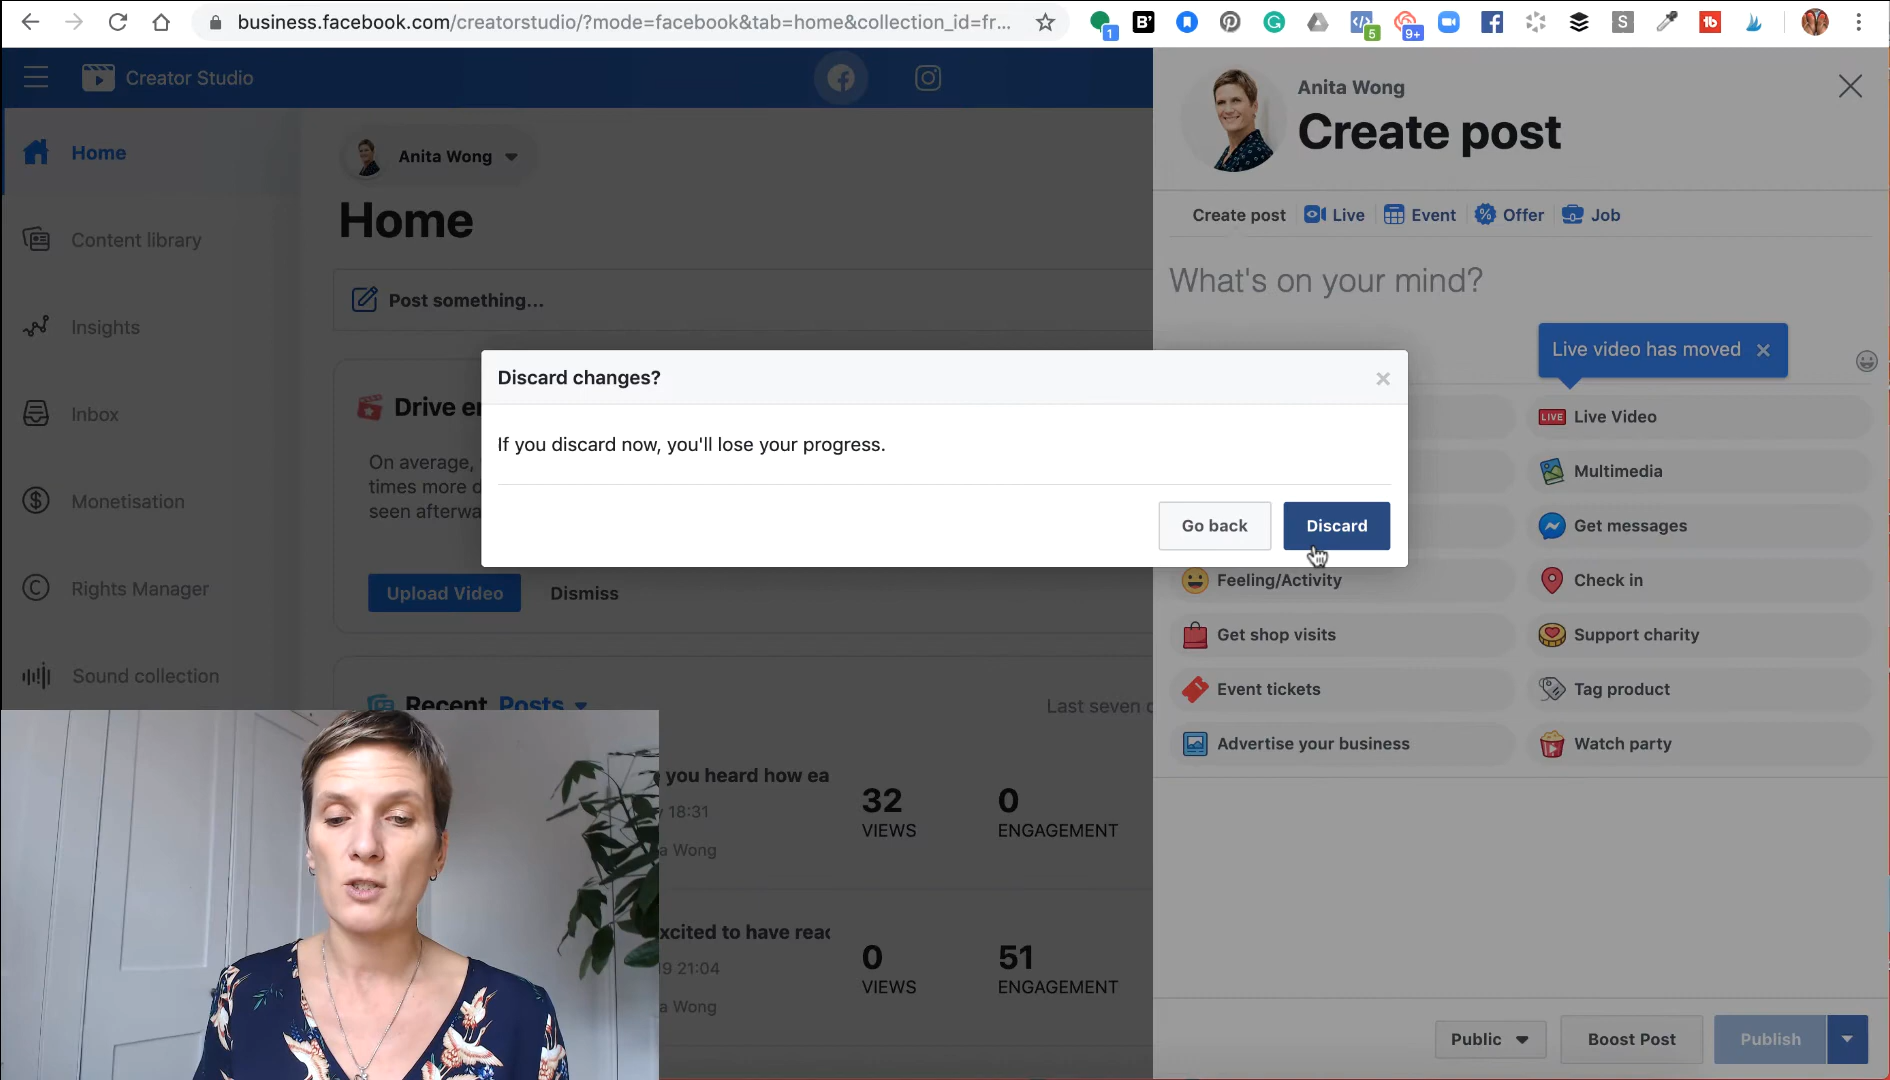 business.facebook.com/creatorstudio/?mode=facebook&tab=home&collection_id=fr...
1
B'
5
9+
S
Creator Studio
Home
Content library
Insights
Inbox
Monetisation
Rights Manager
Sound collection
Anita Wong
Home
Post something...
Drive e
On average,
times more
seen afterwa
Upload Video
Dismiss
Recent Posts
Last seven
you heard how ea
18:31
a Wong
32
VIEWS
0
ENGAGEMENT
xcited to have reac
9 21:04
a Wong
0
VIEWS
51
ENGAGEMENT
Discard changes?
If you discard now, you'll lose your progress.
Go back
Discard
Anita Wong
Create post
Create post
Live
Event
Offer
Job
What's on your mind?
Live video has moved
LIVE Live Video
Multimedia
Get messages
Feeling/Activity
Check in
Get shop visits
Support charity
Event tickets
Tag product
Advertise your business
Watch party
Public
Boost Post
Publish